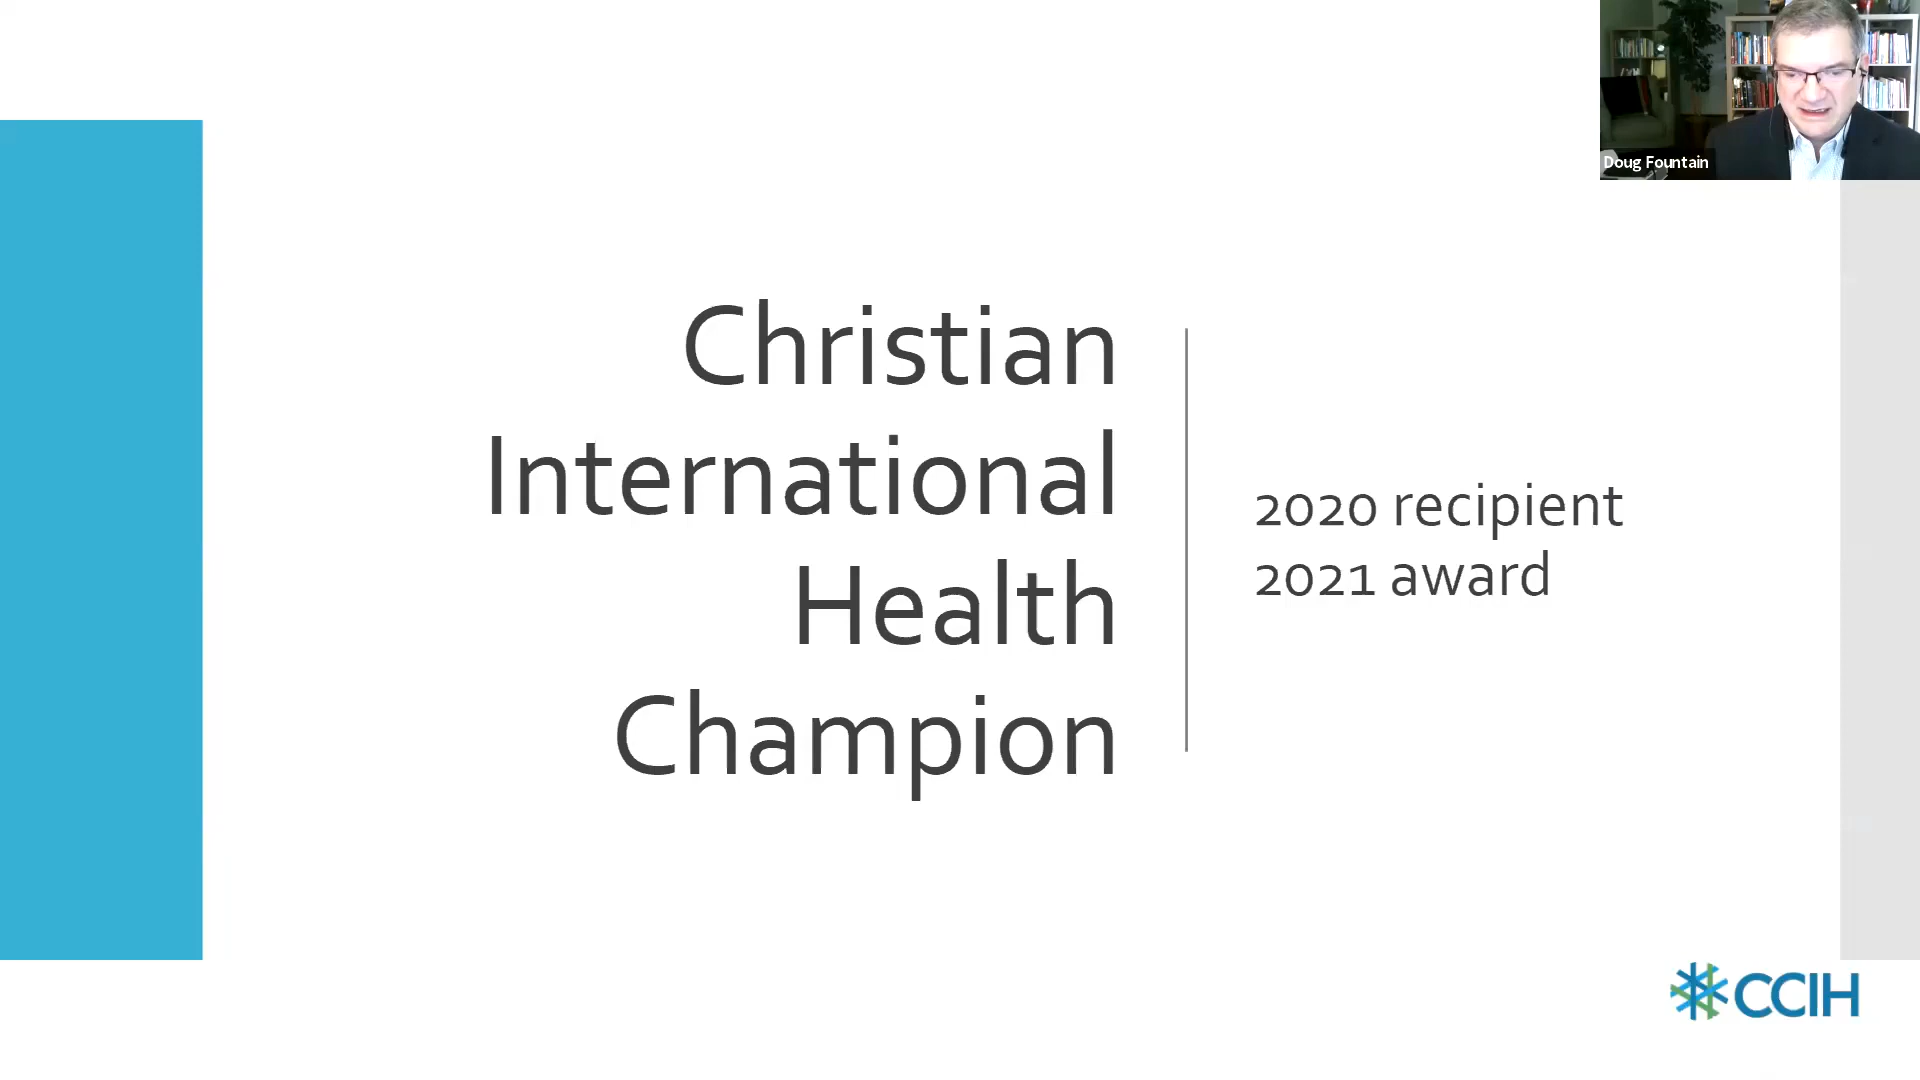 Doug Fountain
Christian
International
Health
Champion
2020 recipient
2021 award
CCIH